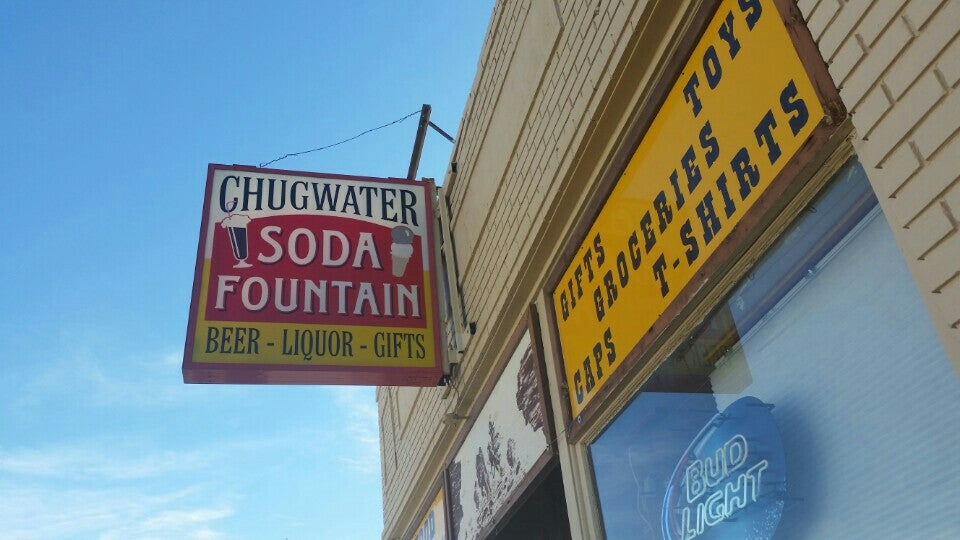 CHUGWATER
SODA
FOUNTAIN
BEER - LIQUOR - GIFTS
GIFTS TOYS
GROCERIES
CAPS T-SHIRTS
BUD
LIGHT